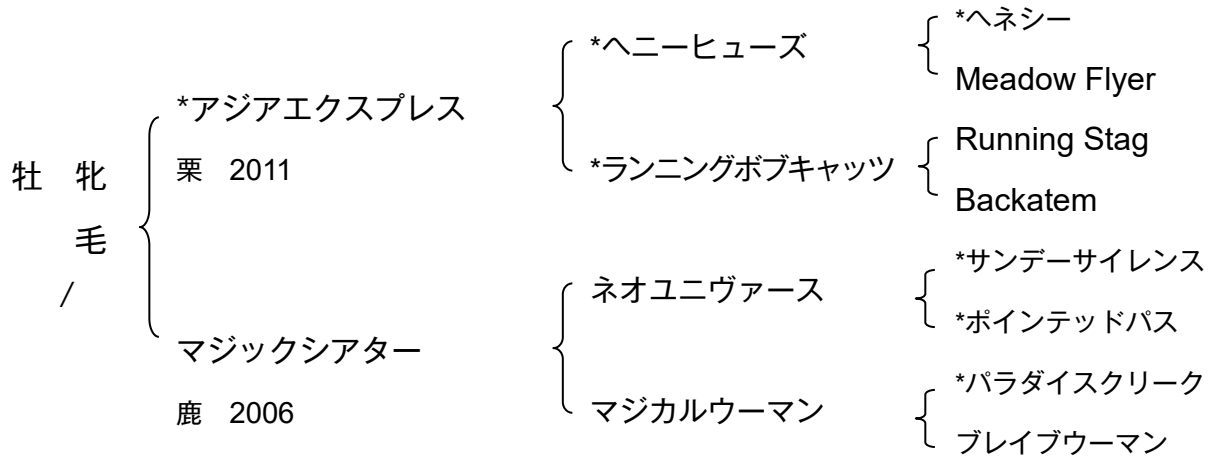 牡 牝
毛
/
*アジアエクスプレス
栗 2011
マジックシアター
鹿 2006
*ヘニーヒューズ
*ランニングボブキャッツ
ネオユニヴァース
マジカルウーマン
*ヘネシー
Meadow Flyer
Running Stag
Backatem
*サンデーサイレンス
*ポインテッドパス
*パラダイスクリーク
ブレイブウーマン